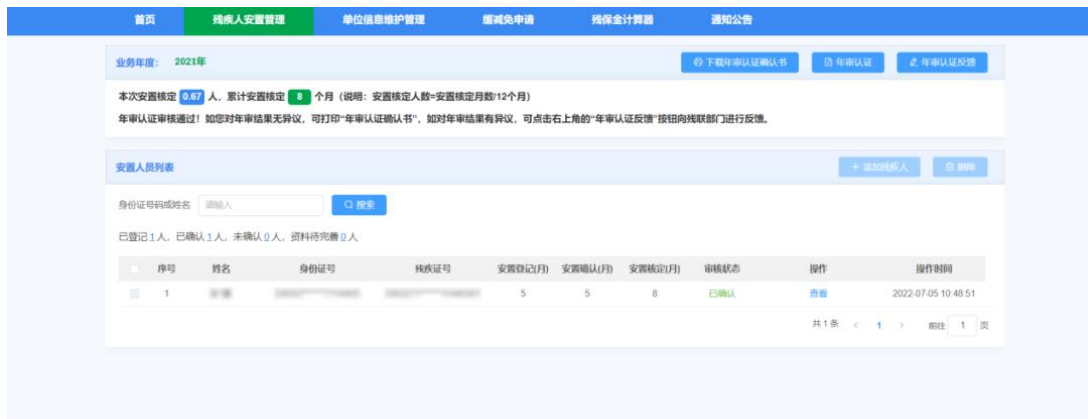 首页 残疾人安置管理 单位信息维护管理 缓减免申请 残保金计算器 通知公告
业务年度： 2021年 下载年审认证确认书 年审认证 年审认证反馈
本次安置核定 0.67 人，累计安置核定 8 个月（说明：安置核定人数=安置核定月数/12个月）
年审认证审核通过！如您对年审结果无异议，可打印“年审认证确认书”，如对年审结果有异议，可点击右上角的“年审认证反馈”按钮向残联部门进行反馈。
安置人员列表 + 添加残疾人 删除
身份证号码或姓名 请输入 搜索
已登记1人，已确认1人，未确认0人，资料待完善0人
序号 姓名 身份证号 残疾证号 安置登记(月) 安置确认(月) 安置核定(月) 审核状态 操作 操作时间
1 5 5 8 已确认 查看 2022-07-05 10:48:51
共1条 < 1 > 前往 1 页